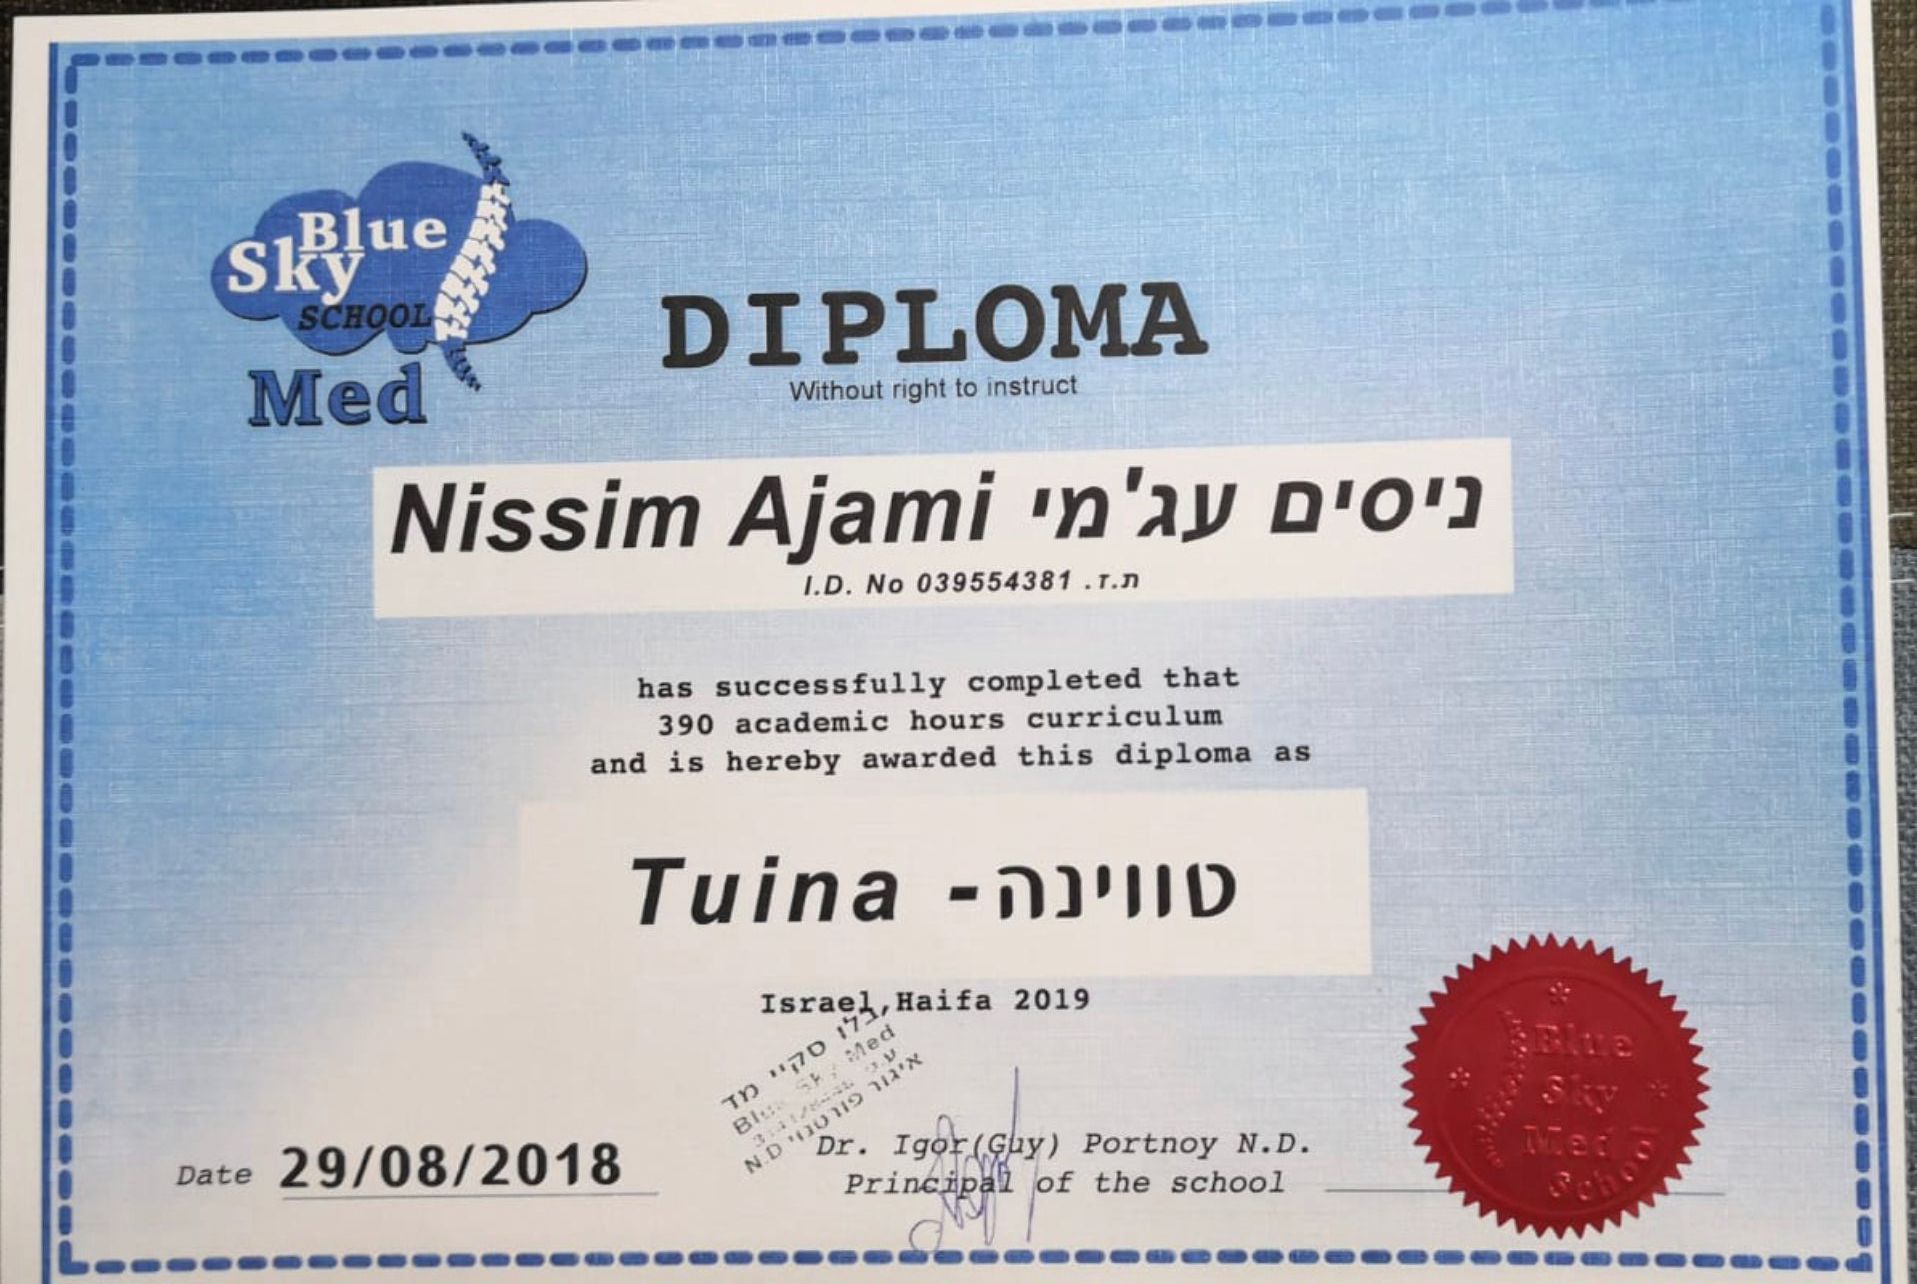 Blue
Sky
SCHOOL
Med
DIPLOMA
Without right to instruct
Nissim Ajami ניסים עג'מי
I.D. No 039554381 ת.ז.
has successfully completed that
390 academic hours curriculum
and is hereby awarded this diploma as
Tuina - טווינה
Israel,Haifa 2019
בלו סקיי מד
Blue Sky Med
איגור פורטנוי N.D
Date 29/08/2018
Dr. Igor(Guy) Portnoy N.D.
Principal of the school
Blue
Sky
Med
School